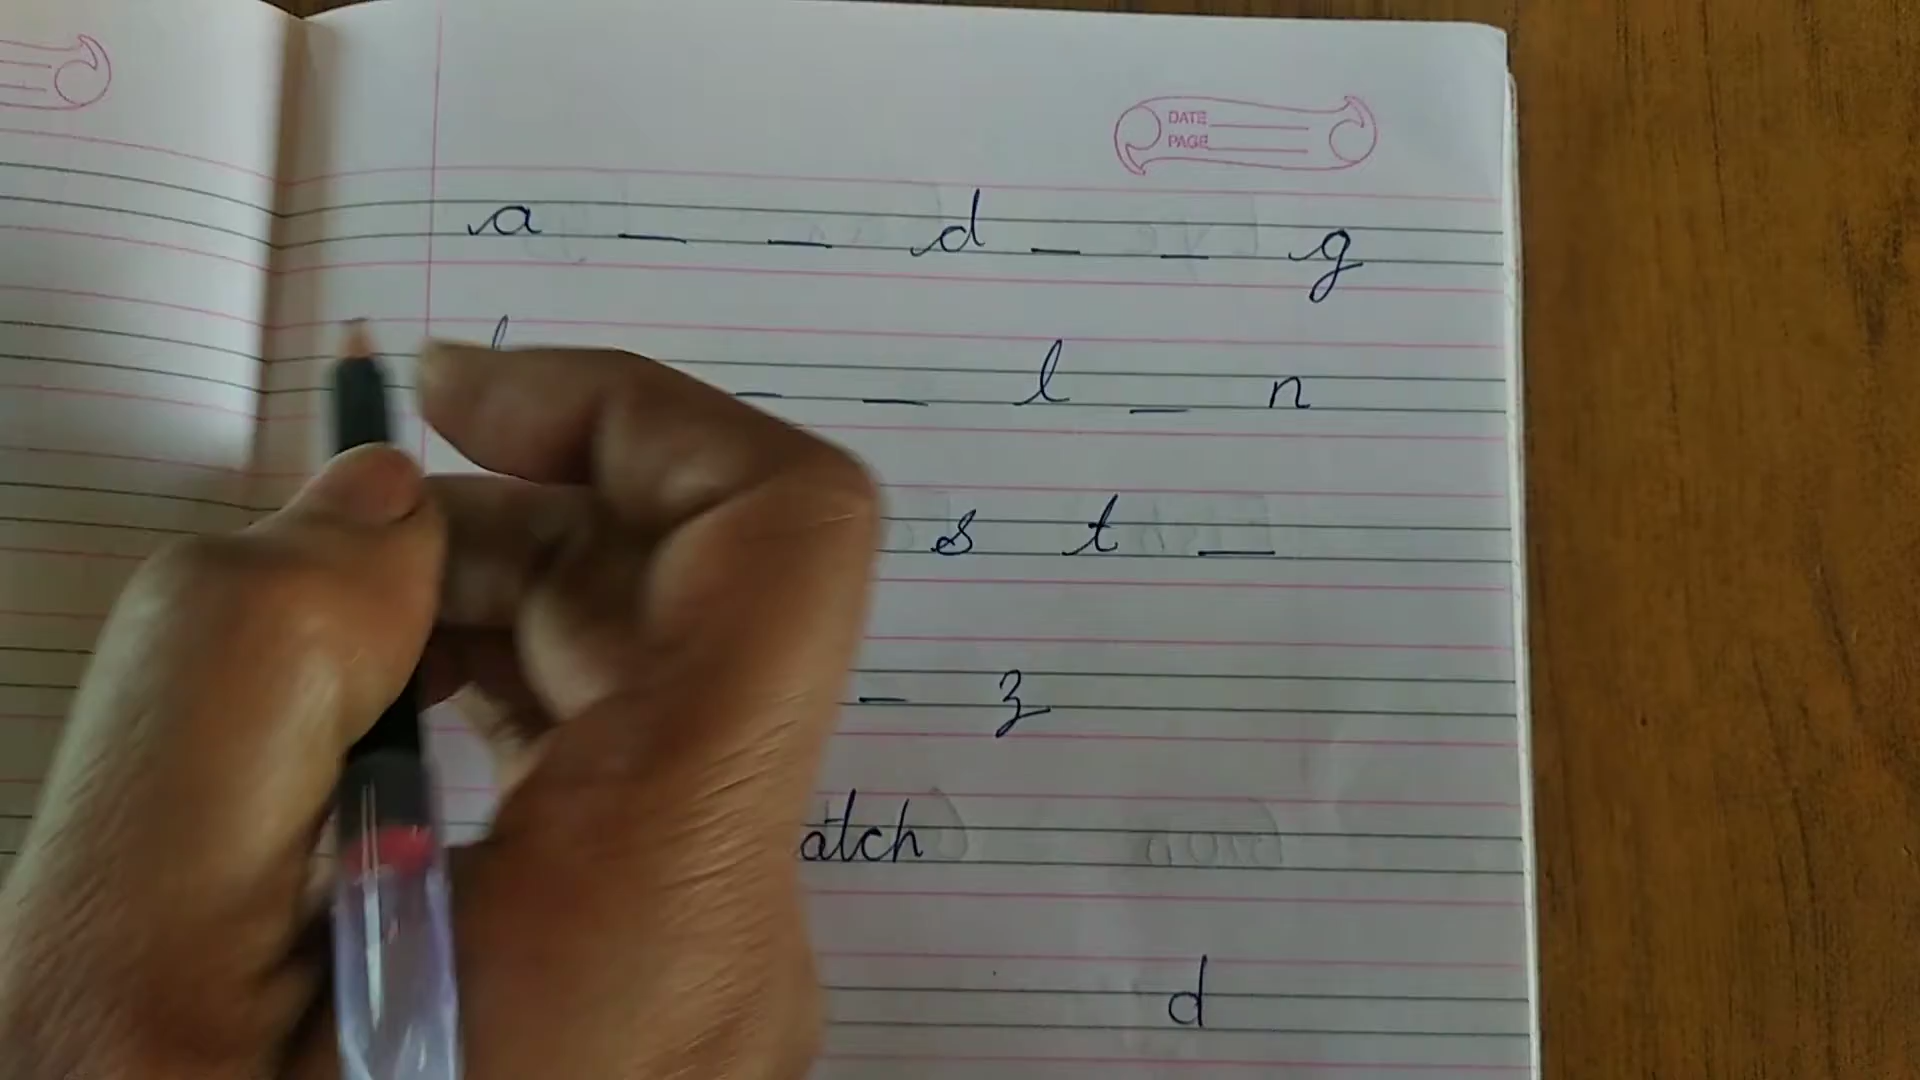 DATE
PAGE
a _ _ d _ _ g
_ _ l _ n
s t _
_ z
atch
d